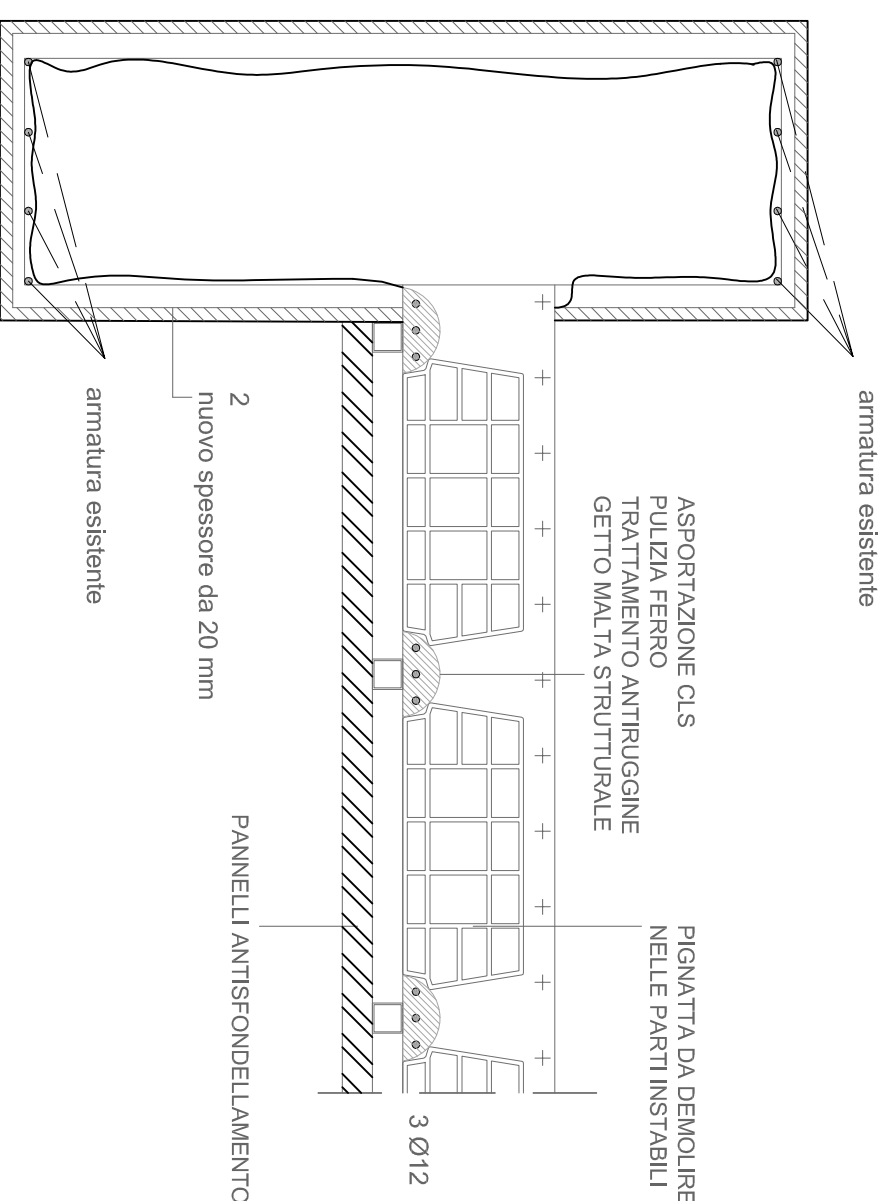 armatura esistente
ASPORTAZIONE CLS
PULIZIA FERRO
TRATTAMENTO ANTIRUGGINE
GETTO MALTA STRUTTURALE
PIGNATTA DA DEMOLIRE
NELLE PARTI INSTABILI
3 Ø12
2
nuovo spessore da 20 mm
PANNELLI ANTISFONDELLAMENTO
armatura esistente